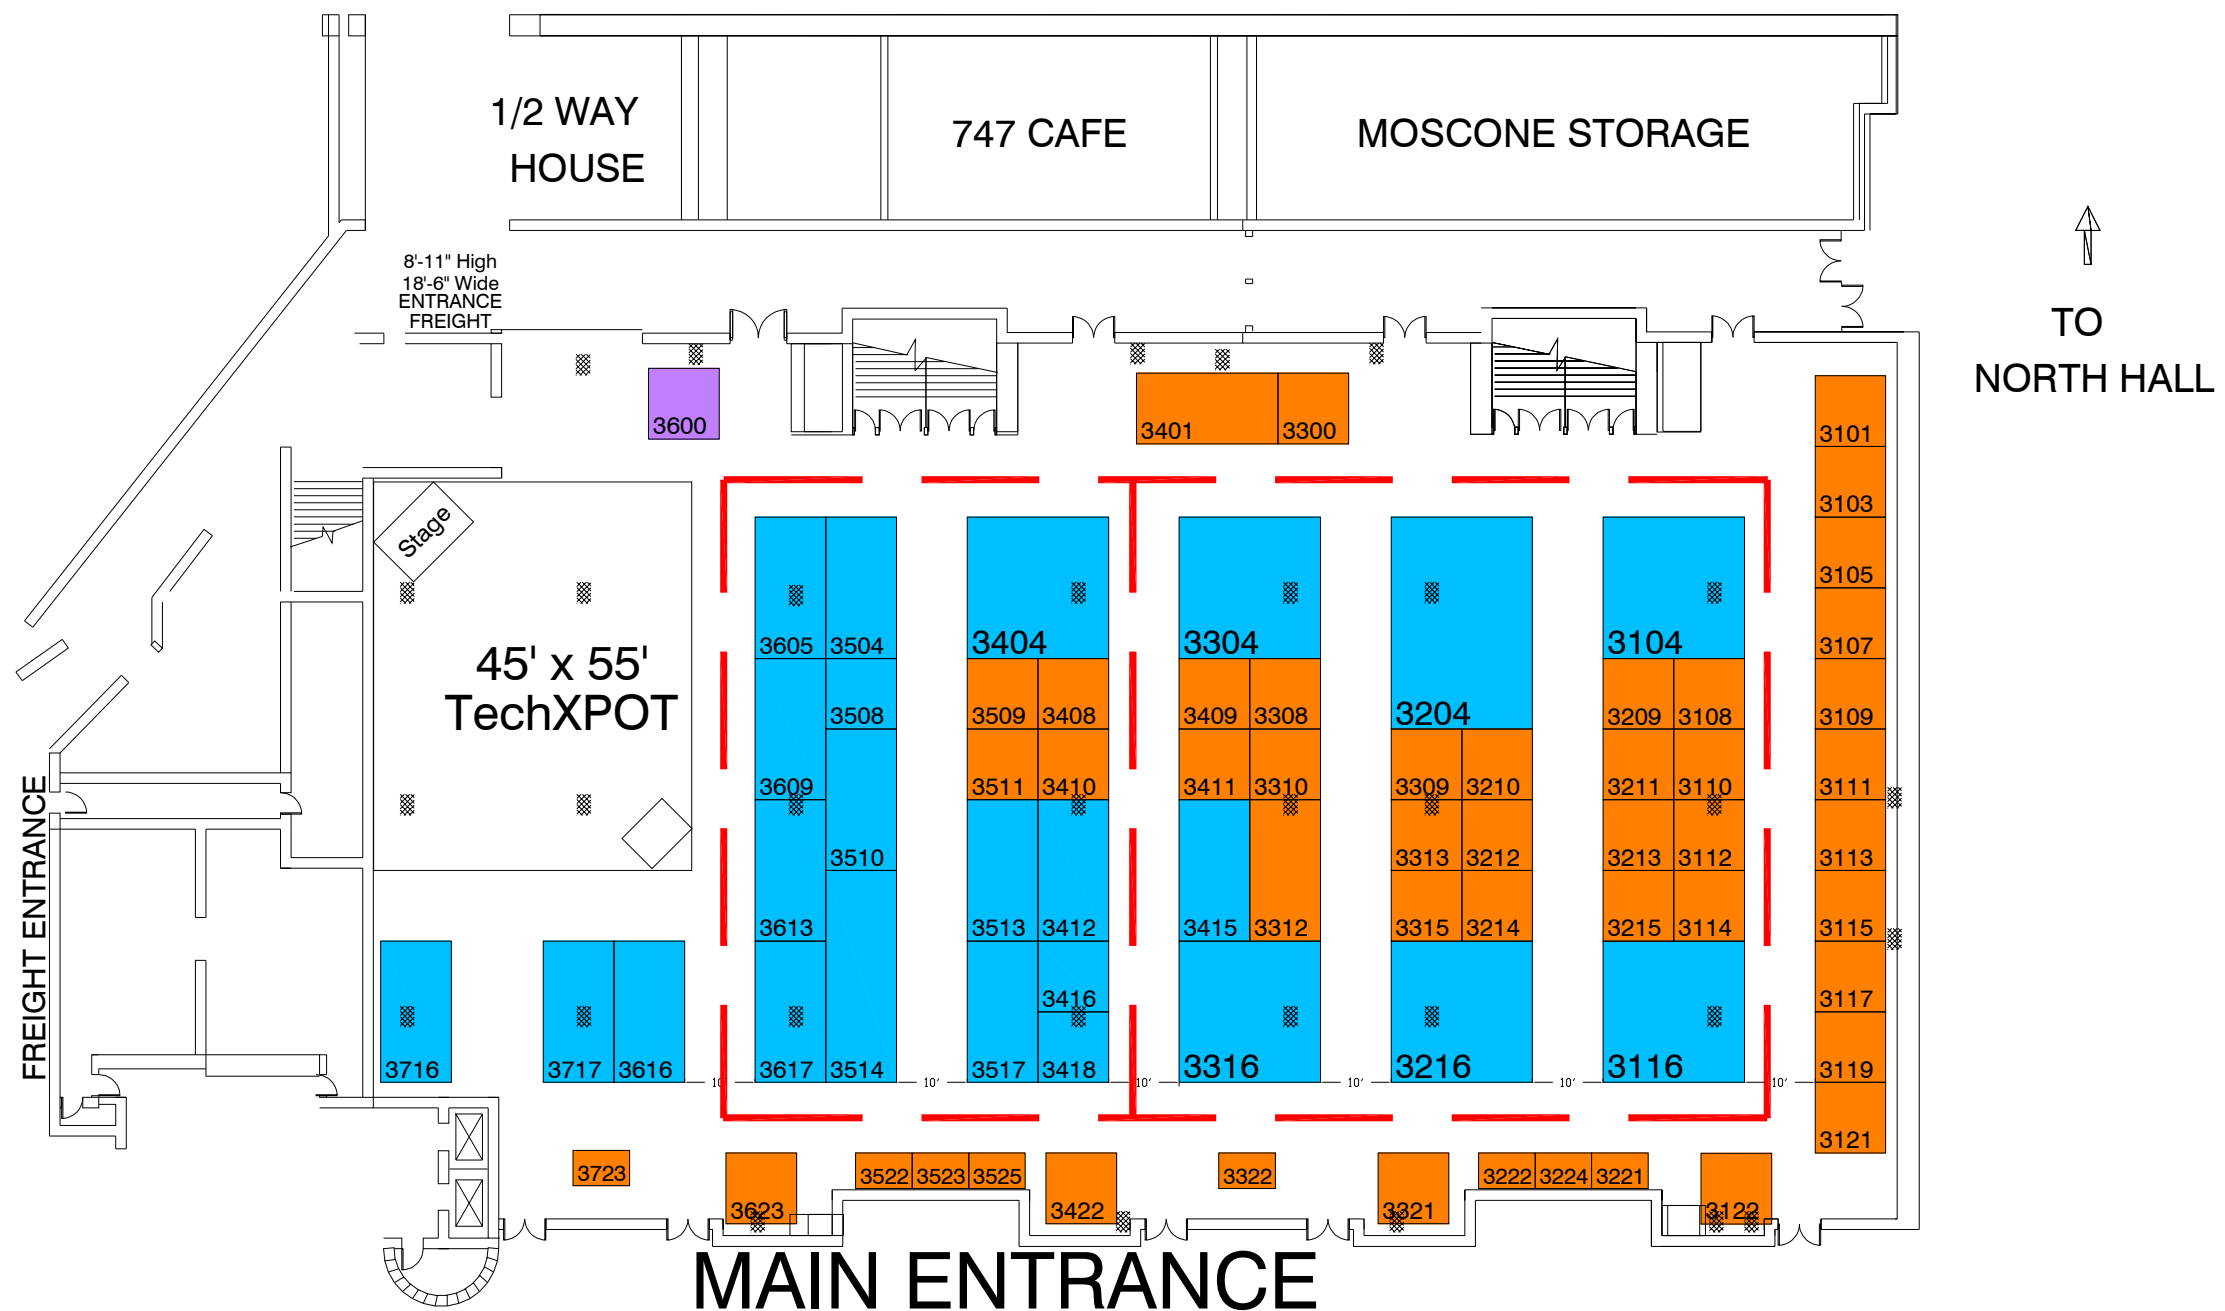 1/2 WAY
HOUSE
747 CAFE
MOSCONE STORAGE
8'-11" High
18'-6" Wide
ENTRANCE
FREIGHT
TO
NORTH HALL
3600
3401 3300
3101
3103
3105
3107
3109
3111
3113
3115
3117
3119
3121
Stage
45' x 55'
TechXPOT
FREIGHT ENTRANCE
3605 3504
3508
3609
3510
3613
3617 3514
3404
3509 3408
3511 3410
3513 3412
3416
3517 3418
3304
3409 3308
3411 3310
3415 3312
3316
3204
3309 3210
3313 3212
3315 3214
3216
3104
3209 3108
3211 3110
3213 3112
3215 3114
3116
3716
3717 3616
10' 10' 10' 10' 10' 10'
3723
3623
3522 3523 3525
3422
3322
3321
3222 3224 3221
3122
MAIN ENTRANCE